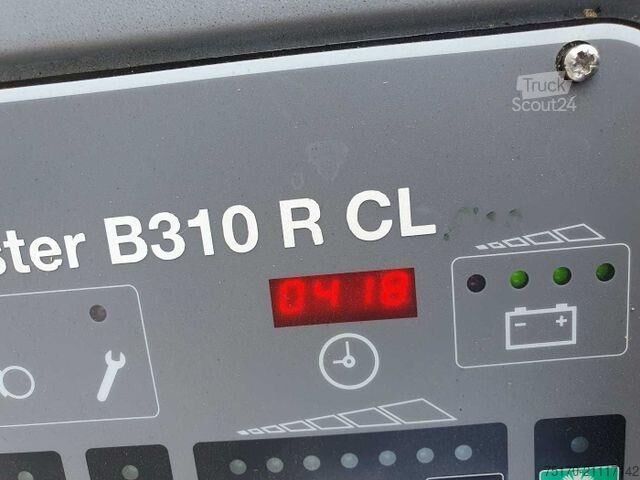 Truck
Scout24
ster B310 R CL
0418
- +